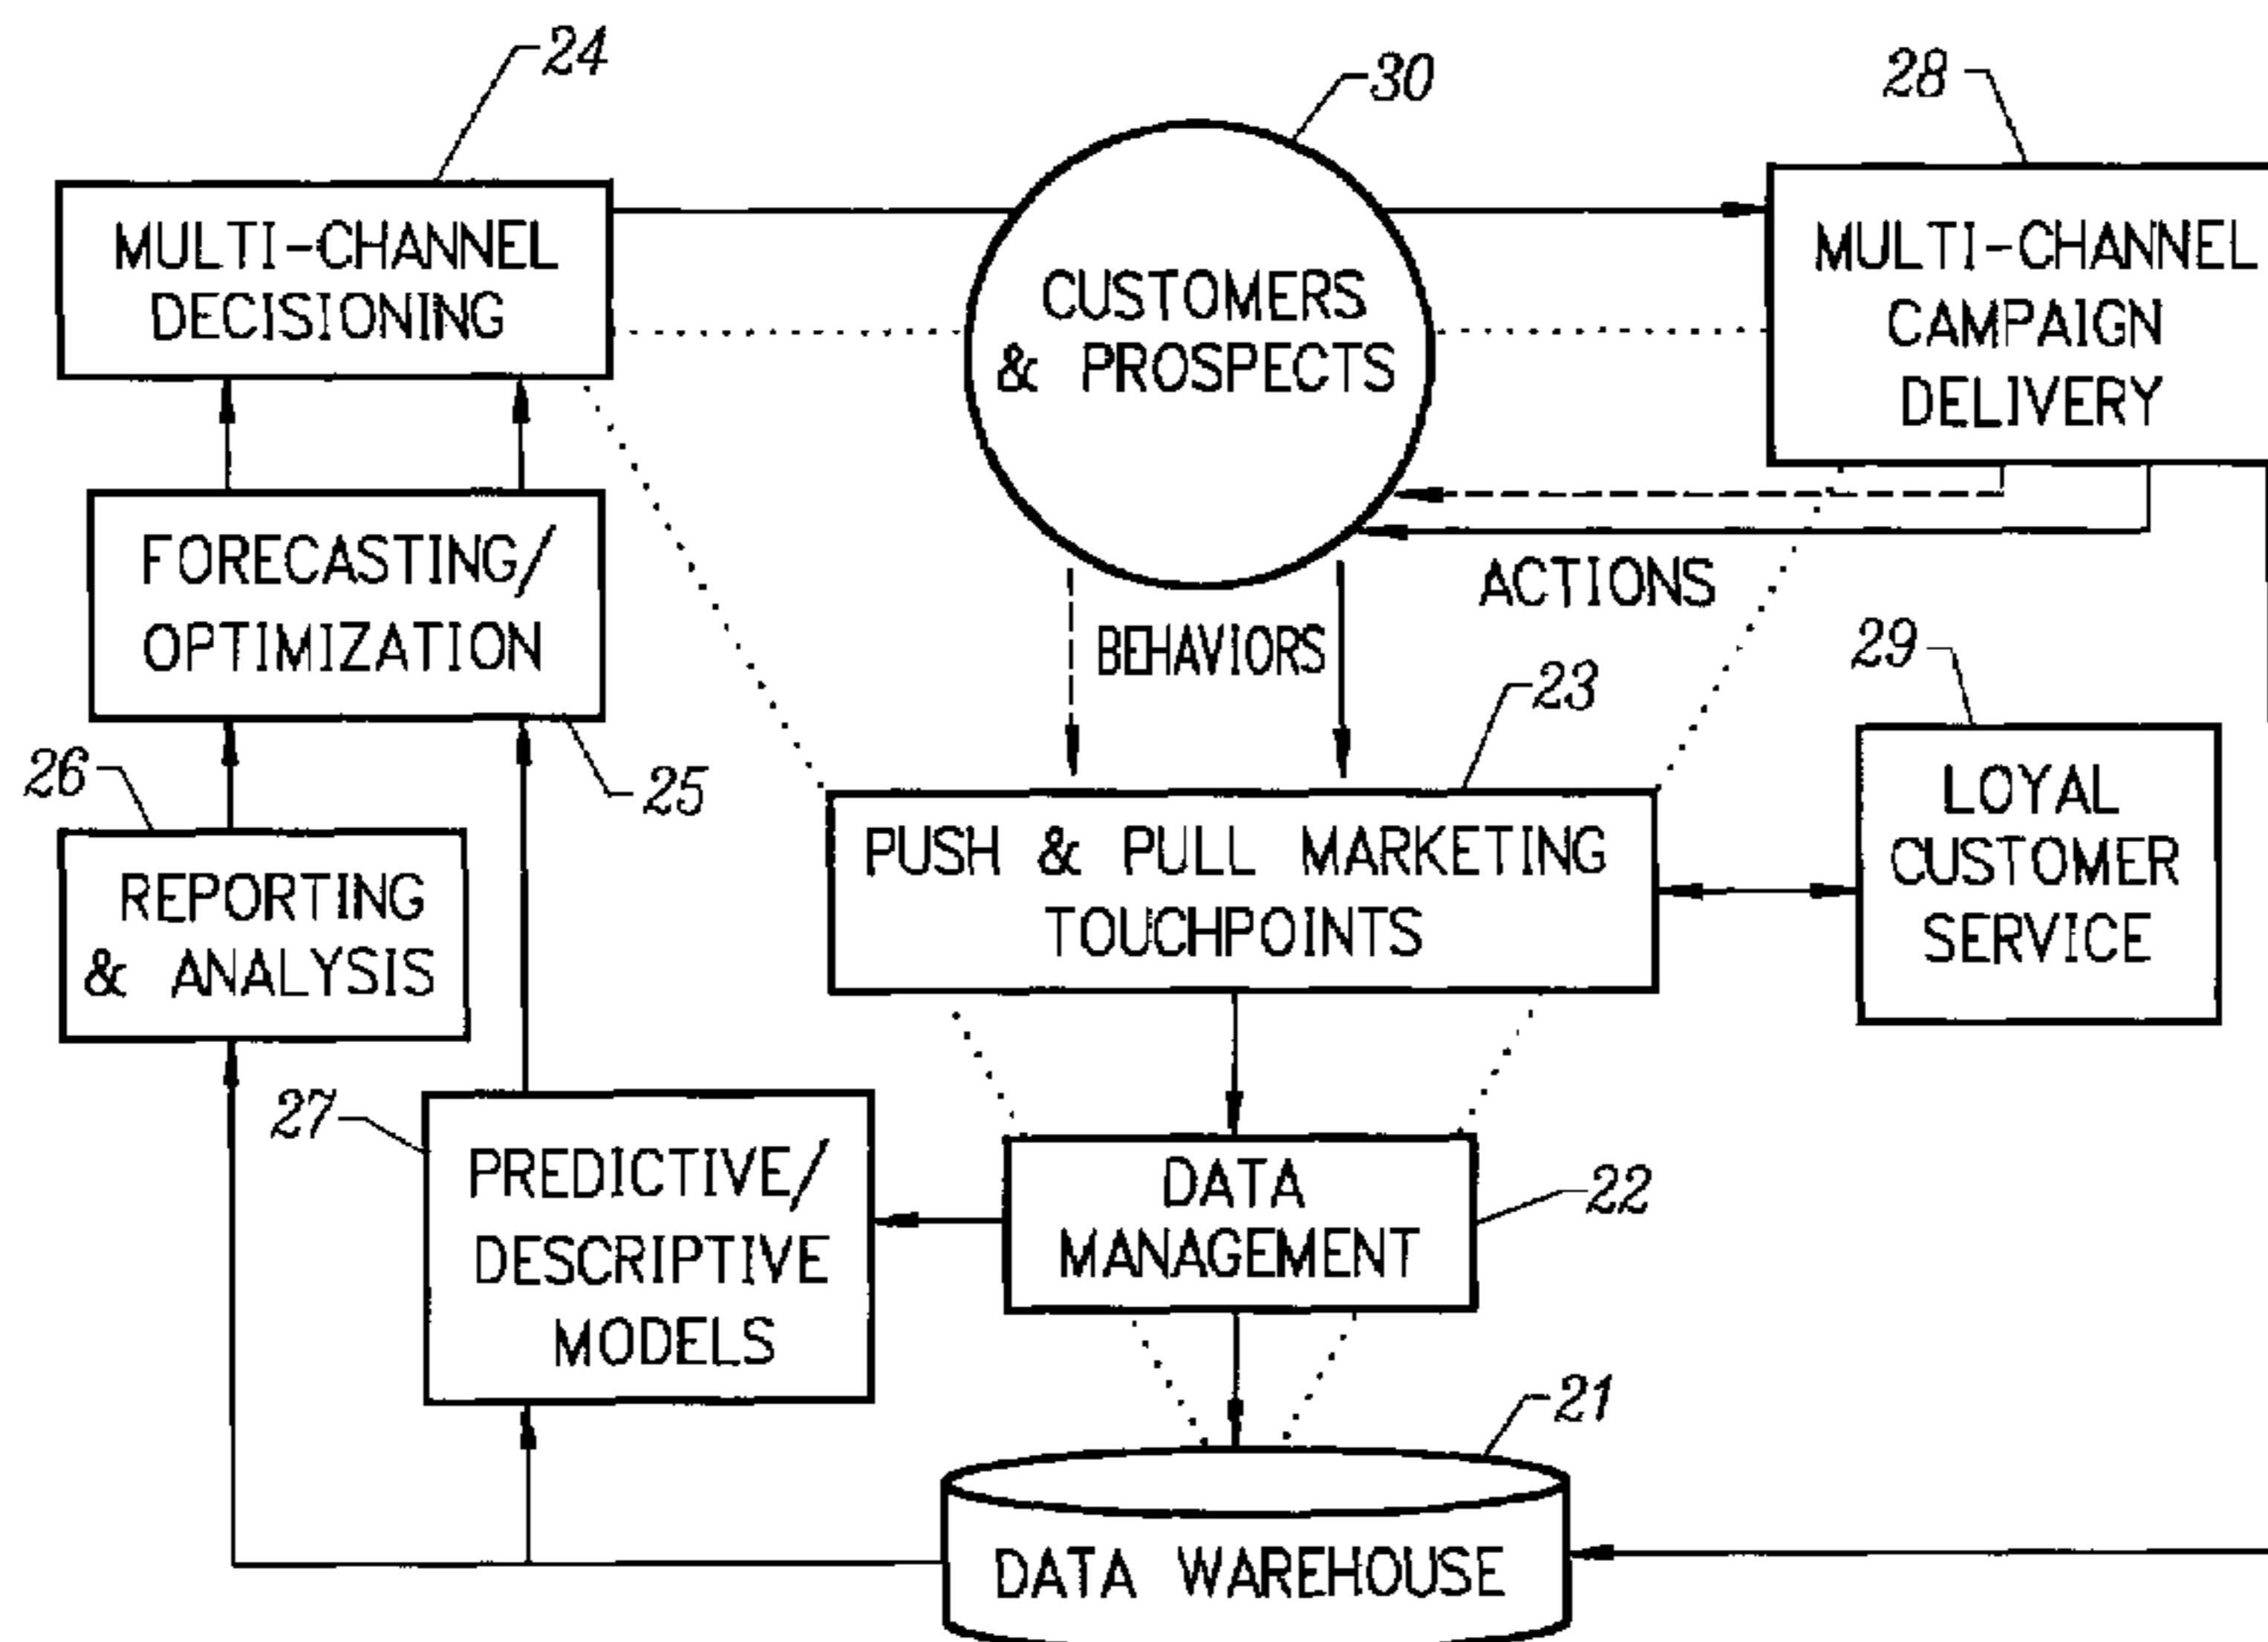 24
30
28
MULTI-CHANNEL
DECISIONING
CUSTOMERS
& PROSPECTS
MULTI-CHANNEL
CAMPAIGN
DELIVERY
FORECASTING/
OPTIMIZATION
ACTIONS
BEHAVIORS
23
29
26
25
REPORTING
& ANALYSIS
PUSH & PULL MARKETING
TOUCHPOINTS
LOYAL
CUSTOMER
SERVICE
27
PREDICTIVE/
DESCRIPTIVE
MODELS
DATA
MANAGEMENT
22
21
DATA WAREHOUSE